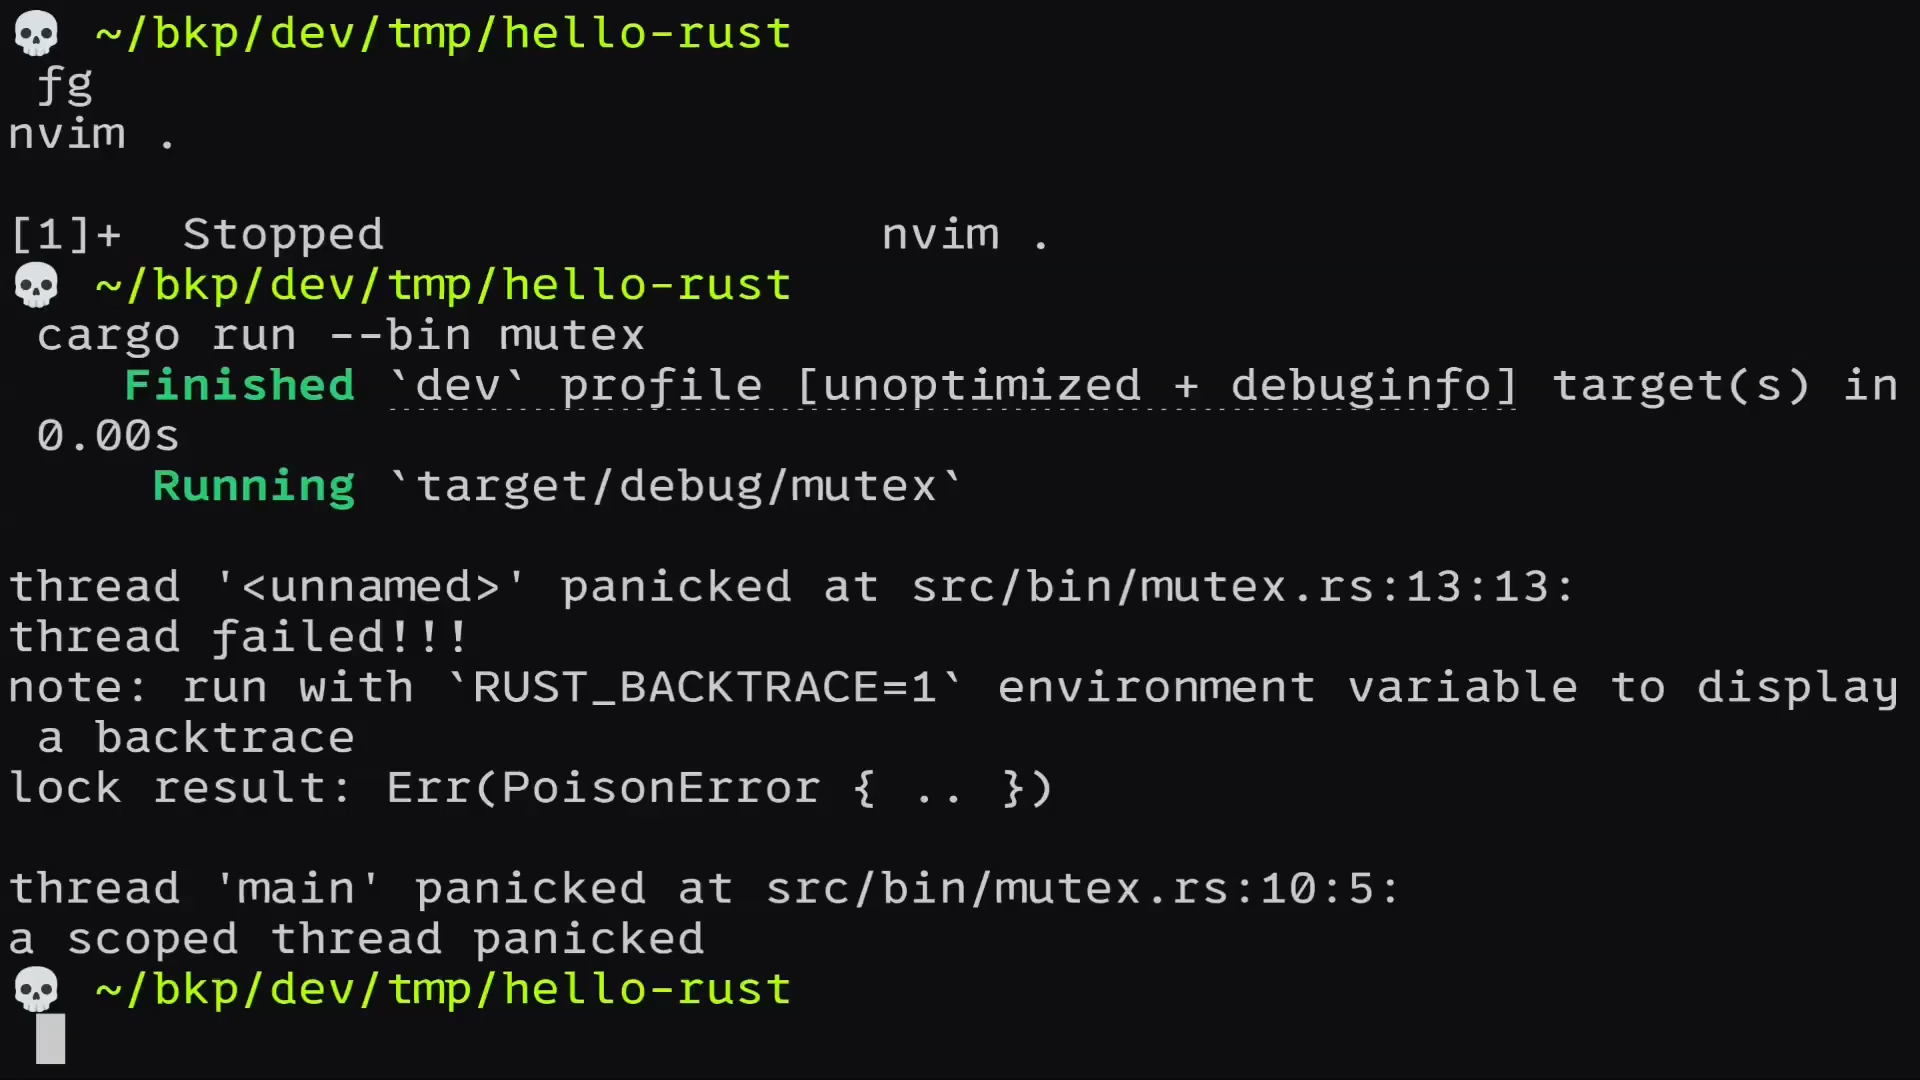 ~/bkp/dev/tmp/hello-rust
fg
nvim .
[1]+  Stopped                 nvim .
~/bkp/dev/tmp/hello-rust
cargo run --bin mutex
Finished `dev` profile [unoptimized + debuginfo] target(s) in
0.00s
Running `target/debug/mutex`
thread '<unnamed>' panicked at src/bin/mutex.rs:13:13:
thread failed!!!
note: run with `RUST_BACKTRACE=1` environment variable to display
a backtrace
lock result: Err(PoisonError { .. })
thread 'main' panicked at src/bin/mutex.rs:10:5:
a scoped thread panicked
~/bkp/dev/tmp/hello-rust